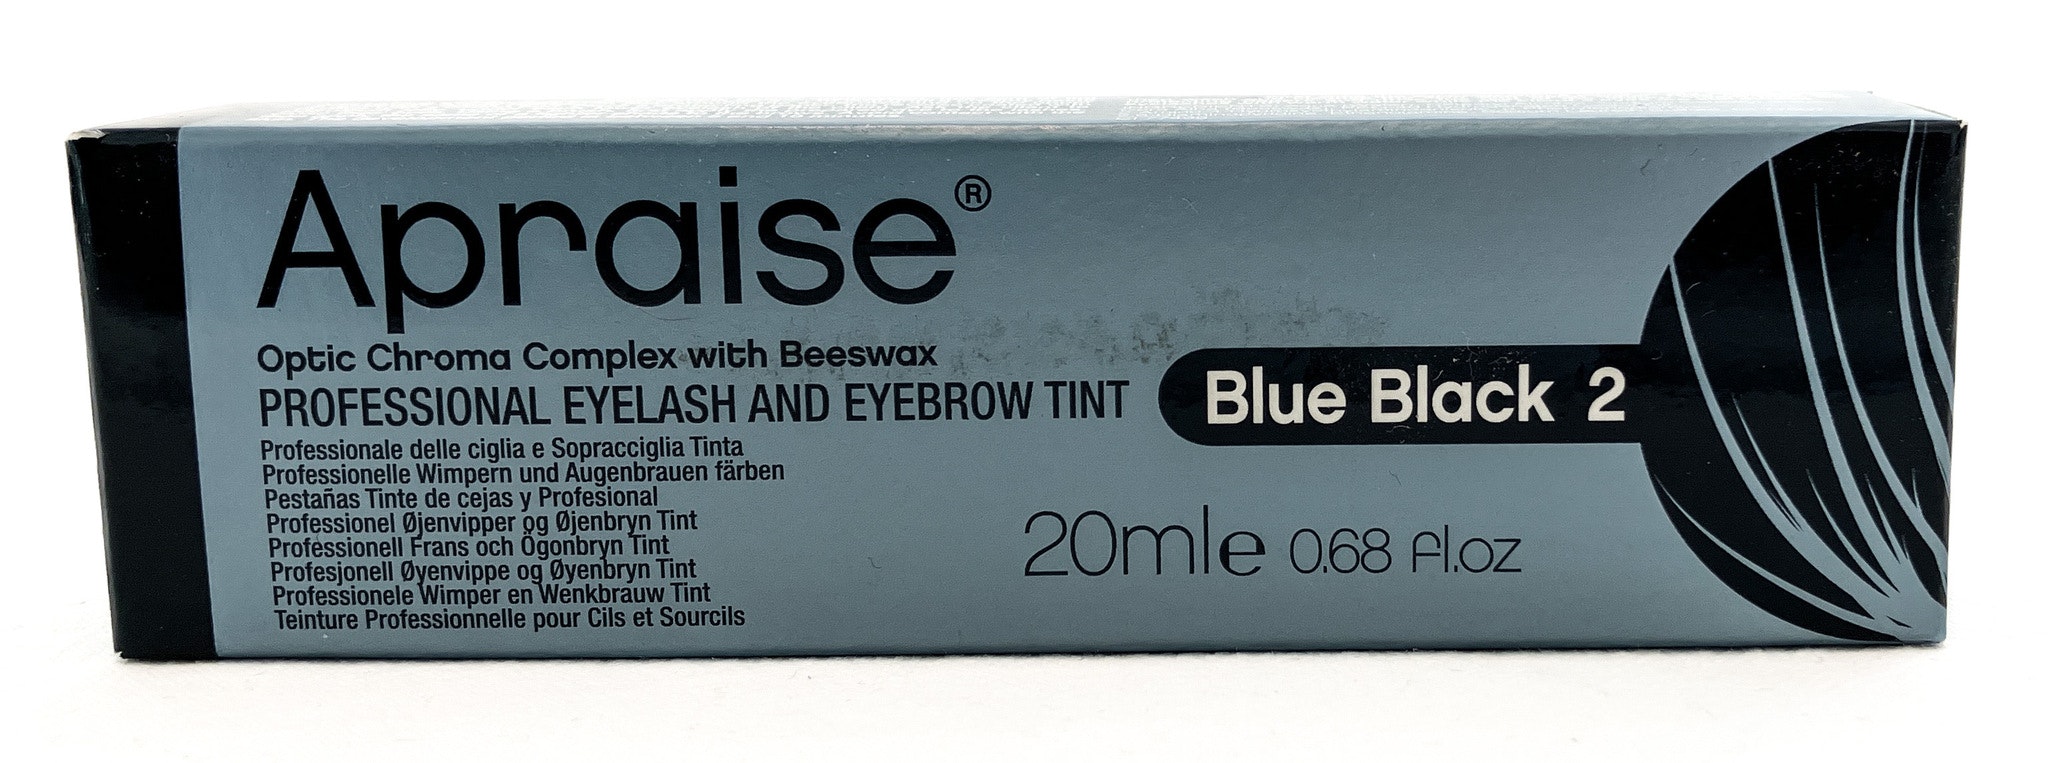 Apraise®
Optic Chroma Complex with Beeswax
PROFESSIONAL EYELASH AND EYEBROW TINT
Professionale delle ciglia e Sopracciglia Tinta
Professionelle Wimpern und Augenbrauen färben
Pestañas Tinte de cejas y Profesional
Professionel Øjenvipper og Øjenbryn Tint
Professionell Frans och Ögonbryn Tint
Profesjonell Øyenvippe og Øyenbryn Tint
Professionele Wimper en Wenkbrauw Tint
Teinture Professionnelle pour Cils et Sourcils
Blue Black 2
20mle 0.68 fl.oz